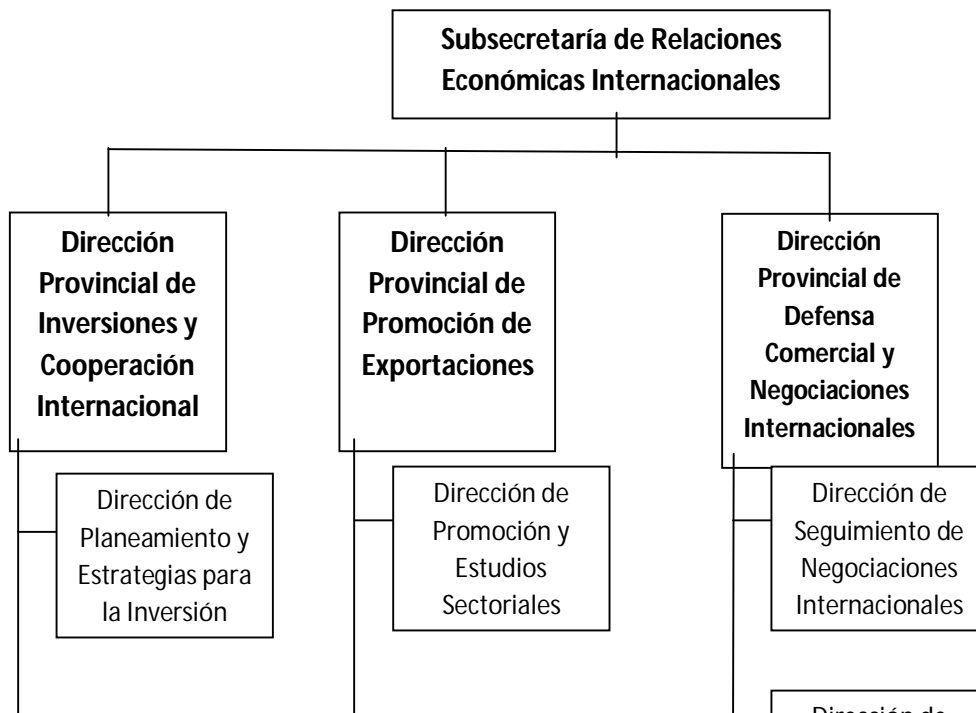 Subsecretaría de Relaciones
Económicas Internacionales
Dirección
Provincial de
Inversiones y
Cooperación
Internacional
Dirección
Provincial de
Promoción de
Exportaciones
Dirección
Provincial de
Defensa
Comercial y
Negociaciones
Internacionales
Dirección de
Planeamiento y
Estrategias para
la Inversión
Dirección de
Promoción y
Estudios
Sectoriales
Dirección de
Seguimiento de
Negociaciones
Internacionales
Dirección de